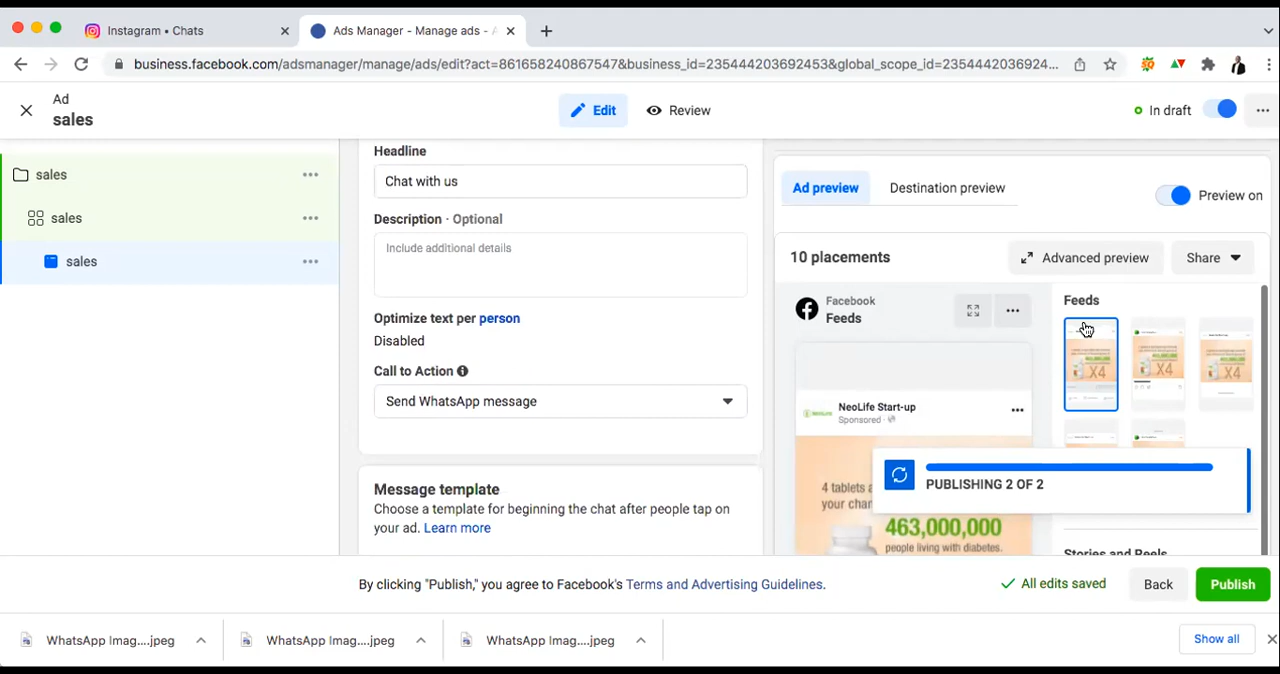 Instagram • Chats
Ads Manager - Manage ads - A
business.facebook.com/adsmanager/manage/ads/edit?act=861658240867547&business_id=235444203692453&global_scope_id=2354442036924...
Ad
sales
Edit
Review
In draft
sales
sales
sales
Headline
Chat with us
Description · Optional
Include additional details
Optimize text per person
Disabled
Call to Action
Send WhatsApp message
Message template
Choose a template for beginning the chat after people tap on
your ad. Learn more
Ad preview
Destination preview
Preview on
10 placements
Advanced preview
Share
Facebook
Feeds
NeoLife Start-up
Sponsored ·
4 tablets a
your chan
463,000,000
people living with diabetes.
Feeds
X4
X4
X4
PUBLISHING 2 OF 2
Stories and Reels
By clicking "Publish," you agree to Facebook's Terms and Advertising Guidelines.
All edits saved
Back
Publish
WhatsApp Imag....jpeg
WhatsApp Imag....jpeg
WhatsApp Imag....jpeg
Show all